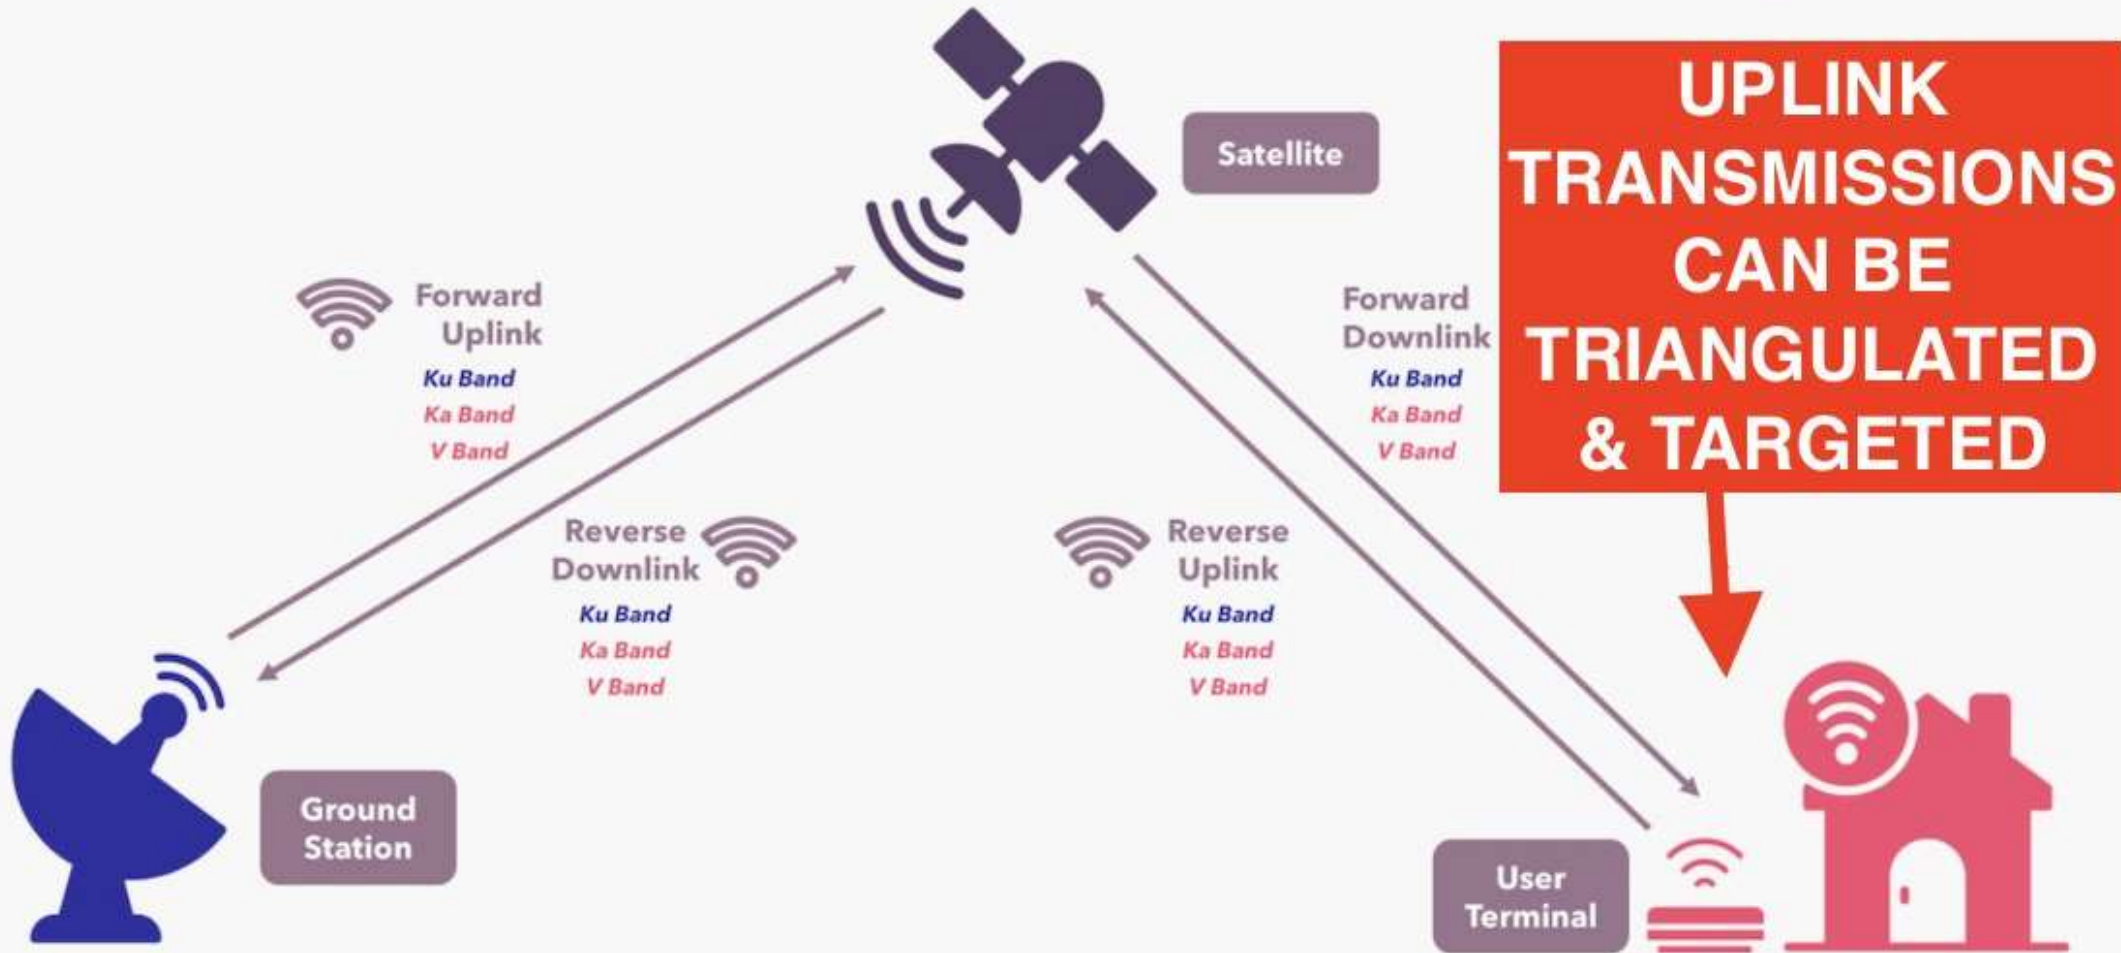 Satellite
UPLINK
TRANSMISSIONS
CAN BE
TRIANGULATED
& TARGETED
Forward
Uplink
Ku Band
Ka Band
V Band
Forward
Downlink
Ku Band
Ka Band
V Band
Reverse
Downlink
Ku Band
Ka Band
V Band
Reverse
Uplink
Ku Band
Ka Band
V Band
Ground
Station
User
Terminal